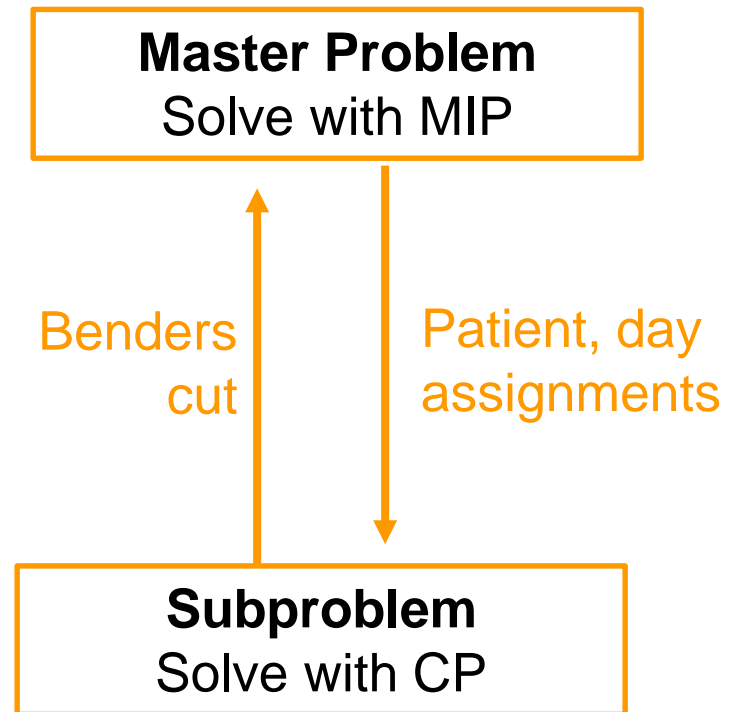 Master Problem
Solve with MIP
Benders
cut
Patient, day
assignments
Subproblem
Solve with CP